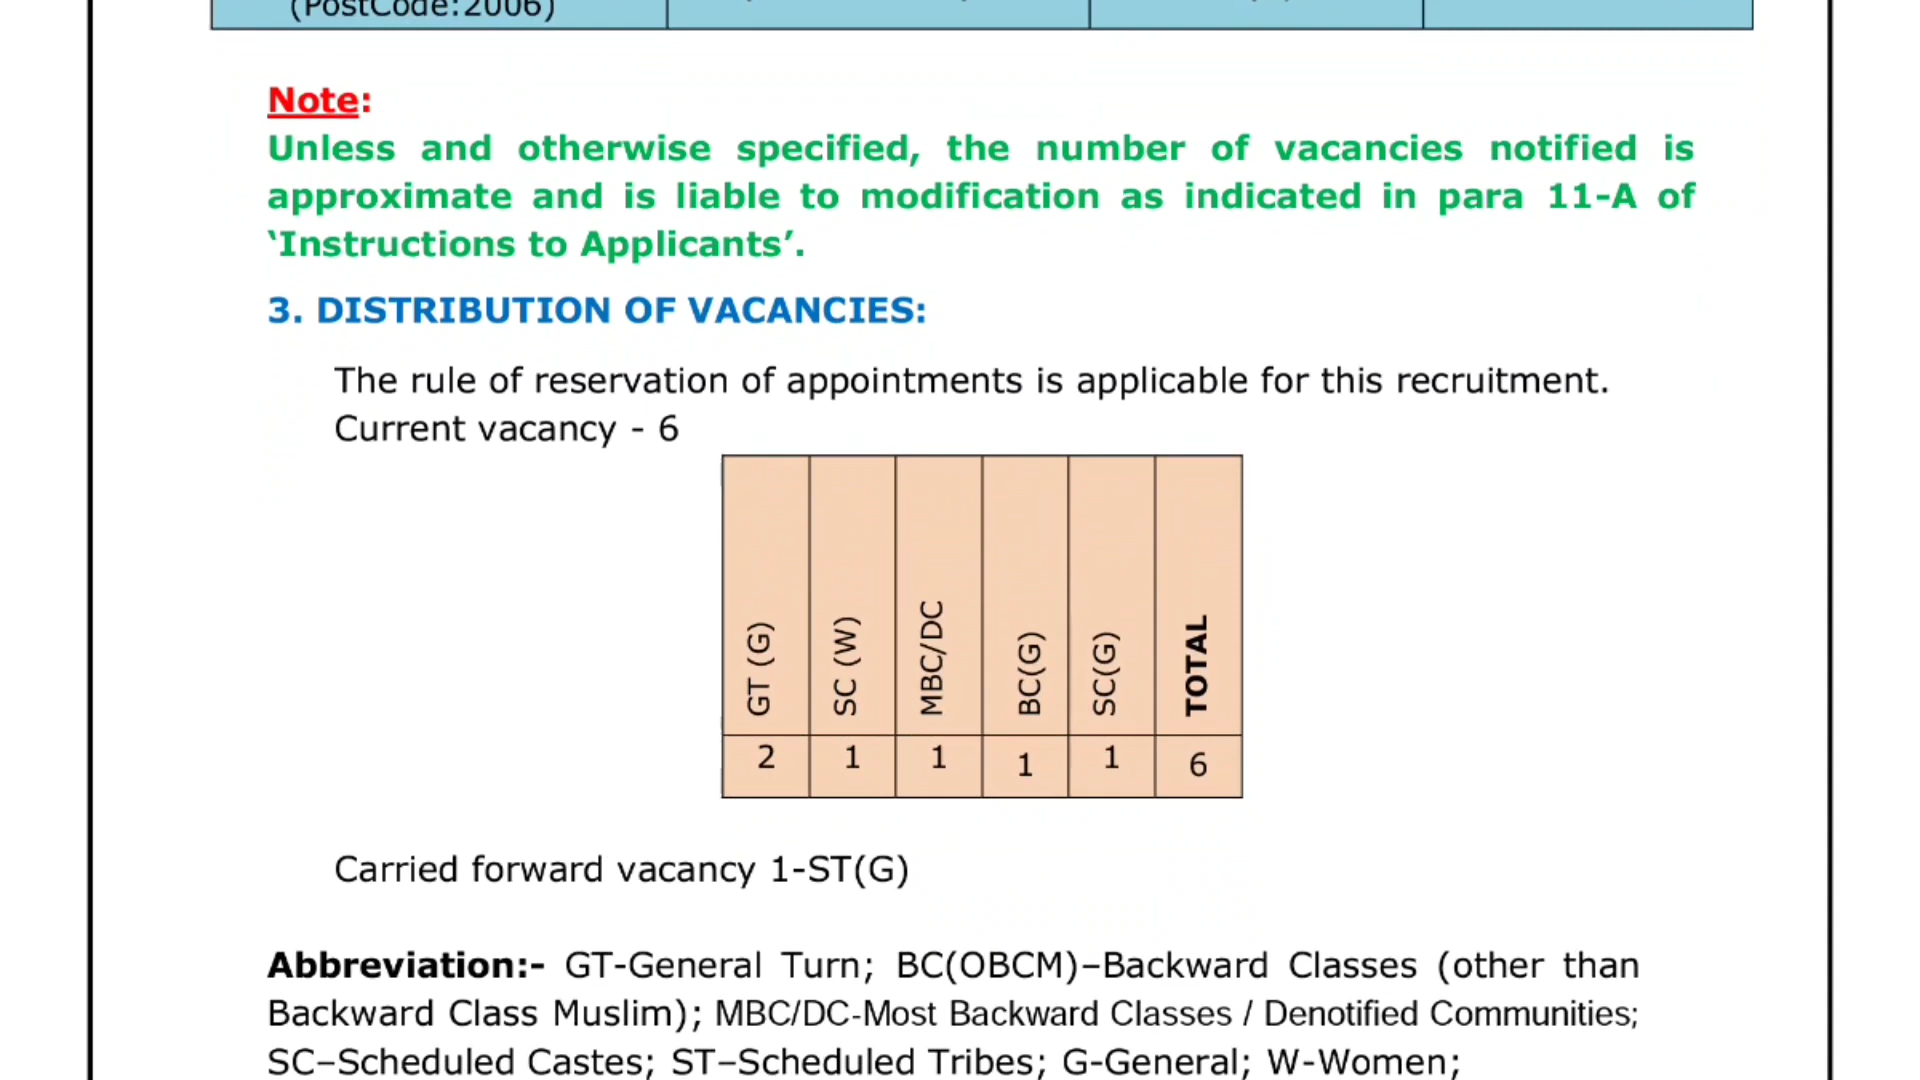 (PostCode:2006)
Note:
Unless and otherwise specified, the number of vacancies notified is
approximate and is liable to modification as indicated in para 11-A of
‘Instructions to Applicants’.
3. DISTRIBUTION OF VACANCIES:
The rule of reservation of appointments is applicable for this recruitment.
Current vacancy - 6
GT (G)
SC (W)
MBC/DC
BC(G)
SC(G)
TOTAL
2 1 1 1 1 6
Carried forward vacancy 1-ST(G)
Abbreviation:- GT-General Turn; BC(OBCM)–Backward Classes (other than
Backward Class Muslim); MBC/DC-Most Backward Classes / Denotified Communities;
SC–Scheduled Castes; ST–Scheduled Tribes; G-General; W-Women;